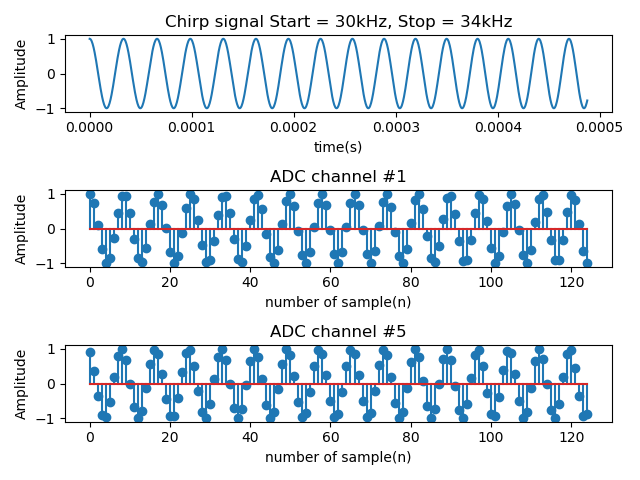 Chirp signal Start = 30kHz, Stop = 34kHz
Amplitude
1
0
−1
0.0000 0.0001 0.0002 0.0003 0.0004 0.0005
time(s)
ADC channel #1
Amplitude
1
0
−1
0 20 40 60 80 100 120
number of sample(n)
ADC channel #5
Amplitude
1
0
−1
0 20 40 60 80 100 120
number of sample(n)